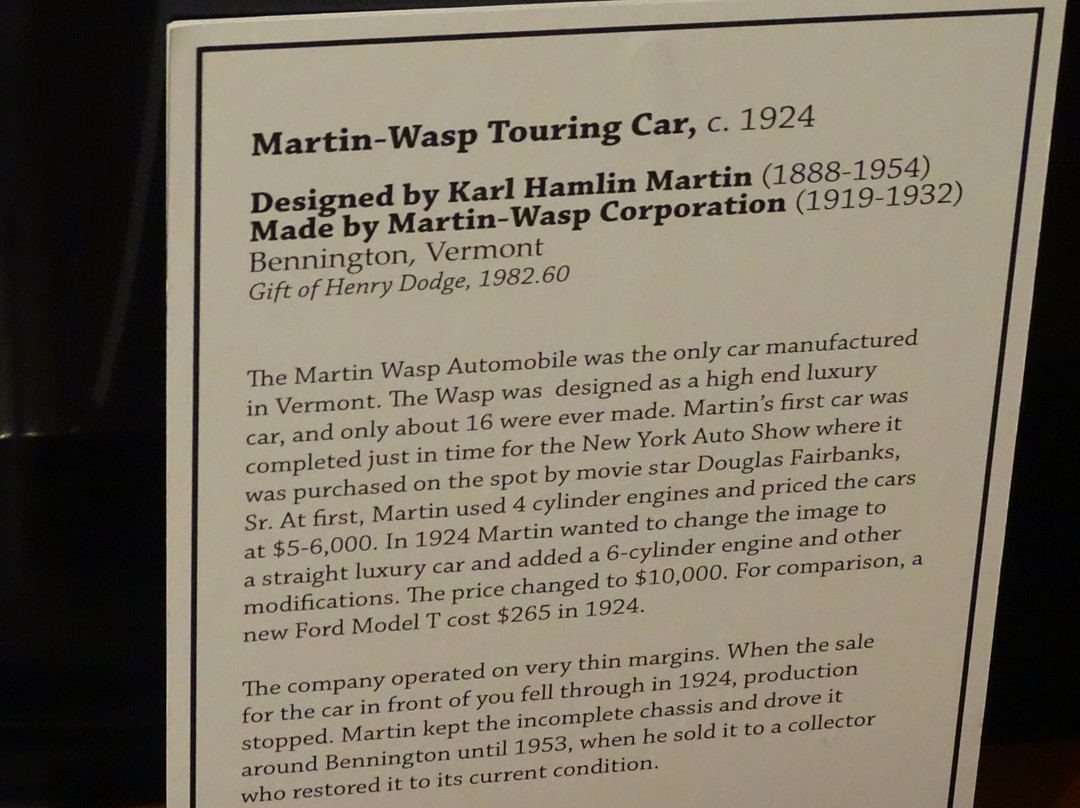 Martin-Wasp Touring Car, c. 1924
Designed by Karl Hamlin Martin (1888-1954)
Made by Martin-Wasp Corporation (1919-1932)
Bennington, Vermont
Gift of Henry Dodge, 1982.60
The Martin Wasp Automobile was the only car manufactured
in Vermont. The Wasp was designed as a high end luxury
car, and only about 16 were ever made. Martin's first car was
completed just in time for the New York Auto Show where it
was purchased on the spot by movie star Douglas Fairbanks,
Sr. At first, Martin used 4 cylinder engines and priced the cars
at $5-6,000. In 1924 Martin wanted to change the image to
a straight luxury car and added a 6-cylinder engine and other
modifications. The price changed to $10,000. For comparison, a
new Ford Model T cost $265 in 1924.
The company operated on very thin margins. When the sale
for the car in front of you fell through in 1924, production
stopped. Martin kept the incomplete chassis and drove it
around Bennington until 1953, when he sold it to a collector
who restored it to its current condition.